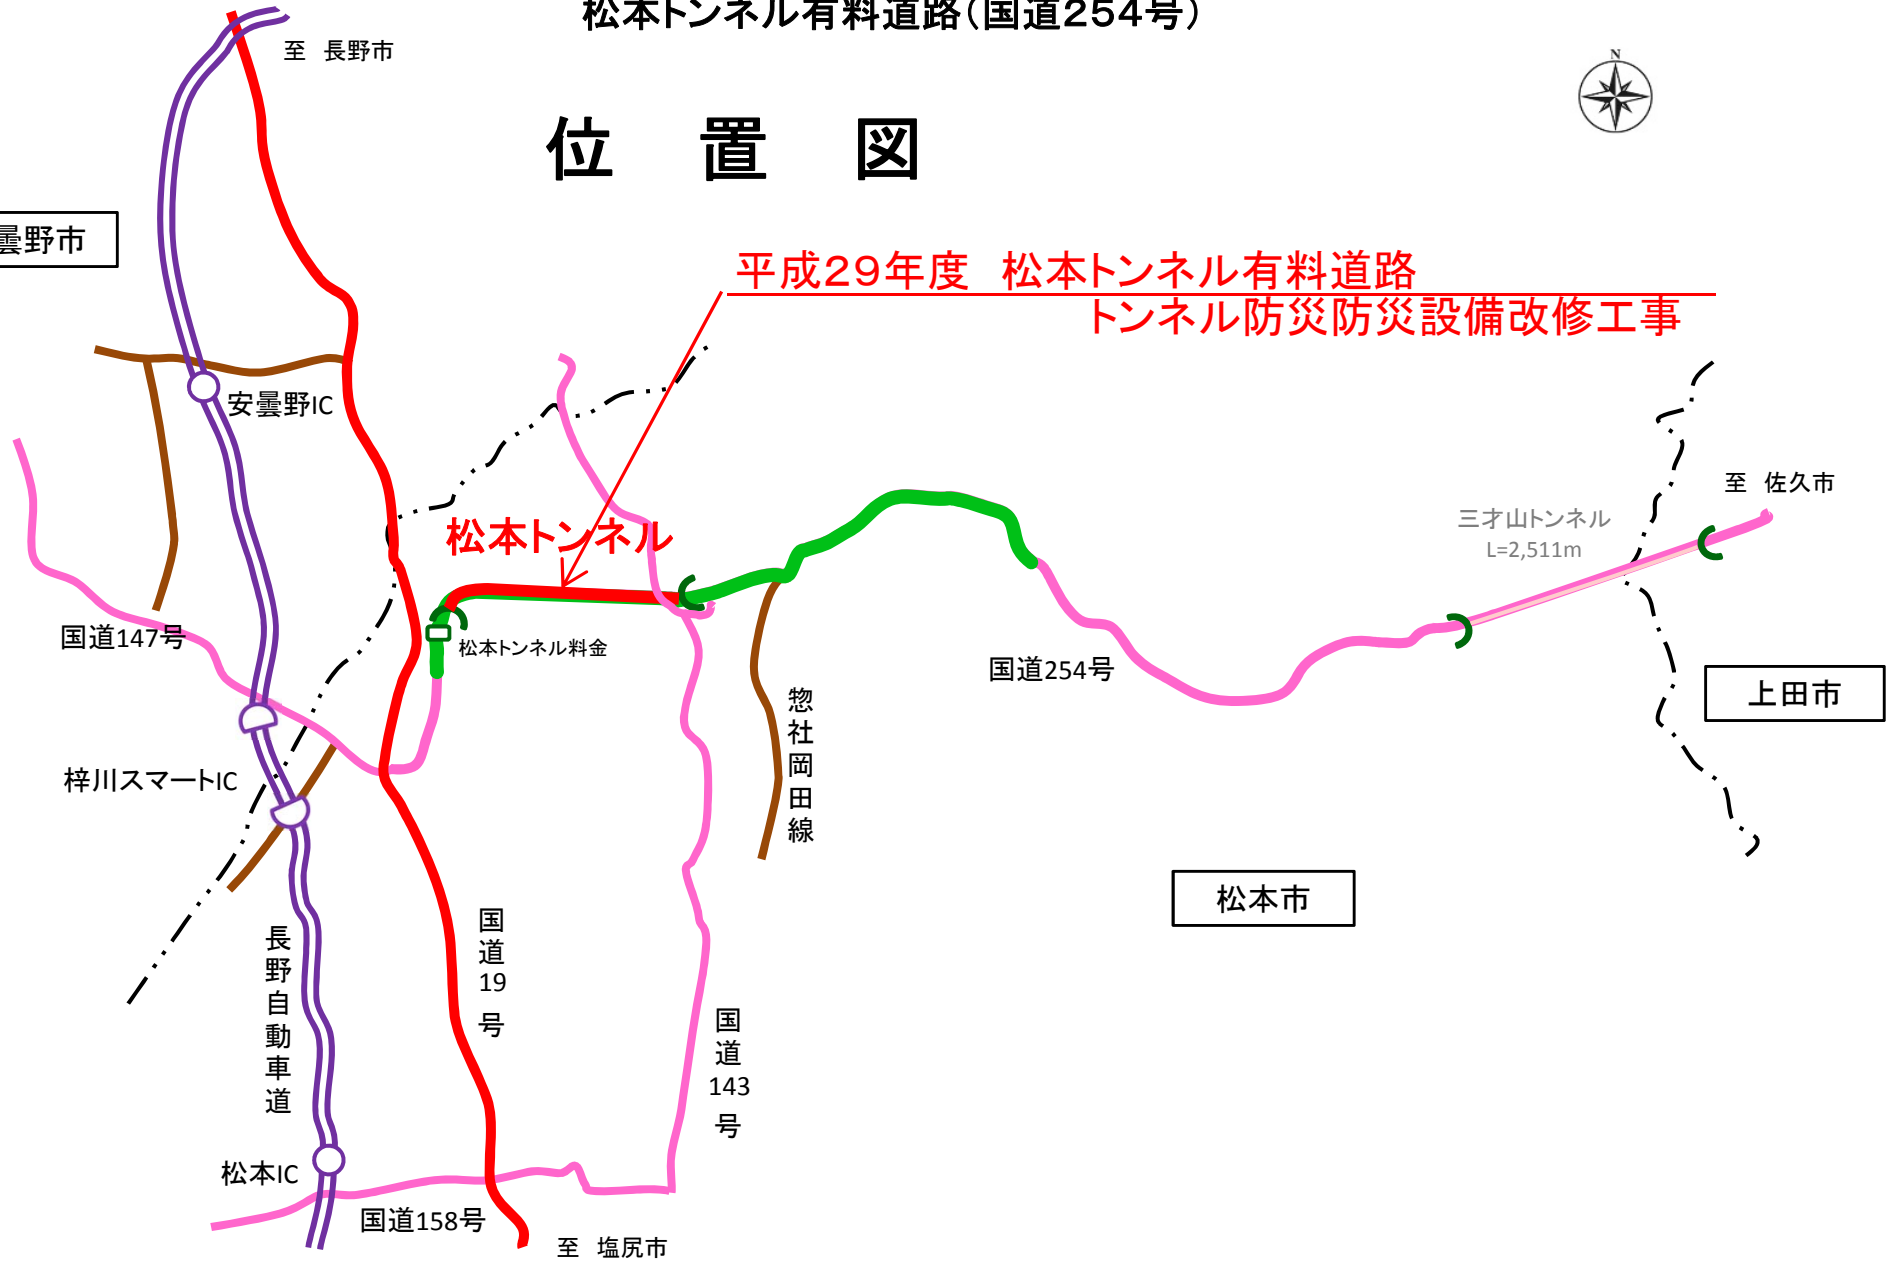 松本トンネル有料道路(国道254号)
至 長野市
N
位 置 図
曇野市
平成29年度 松本トンネル有料道路
トンネル防災防災設備改修工事
安曇野IC
至 佐久市
三才山トンネル
L=2,511m
松本トンネル
松本トンネル料金
国道147号
国道254号
上田市
惣社岡田線
梓川スマートIC
松本市
国道19号
長野自動車道
国道143号
松本IC
国道158号
至 塩尻市